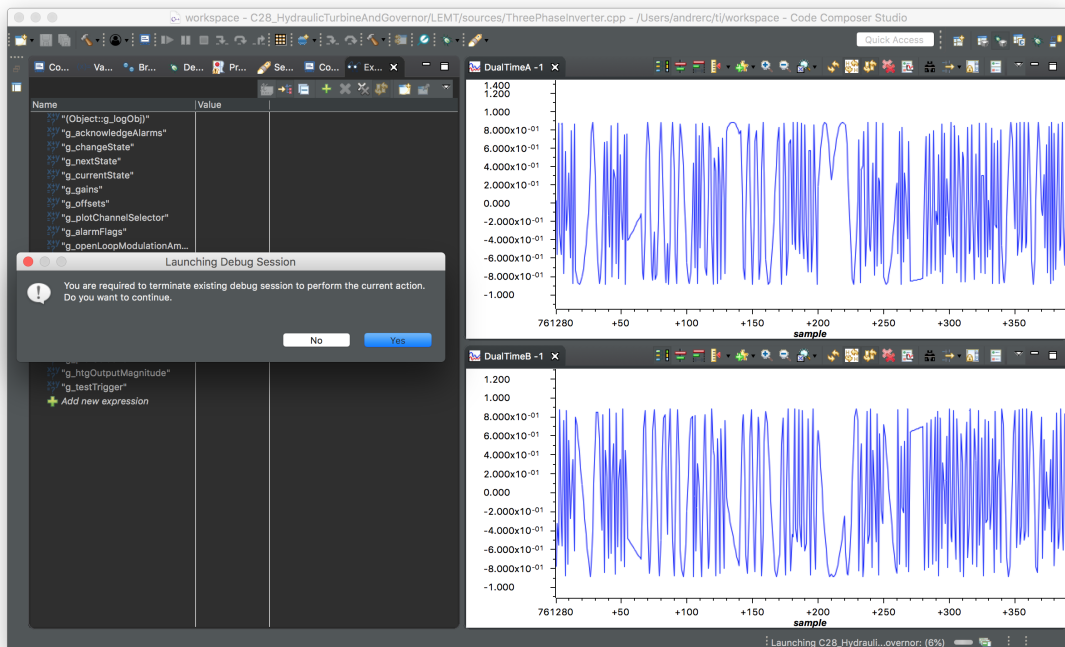 workspace - C28_HydraulicTurbineAndGovernor/LEMT/sources/ThreePhaseInverter.cpp - /Users/andrerc/ti/workspace - Code Composer Studio
Quick Access
Co... Va... Br... De... Pr... Se... Co... Ex...
Name Value
"{Object::g_logObj}"
"g_acknowledgeAlarms"
"g_changeState"
"g_nextState"
"g_currentState"
"g_gains"
"g_offsets"
"g_plotChannelSelector"
"g_alarmFlags"
"g_openLoopModulationAm...
Launching Debug Session
You are required to terminate existing debug session to perform the current action.
Do you want to continue.
No Yes
"g_htgOutputMagnitude"
"g_testTrigger"
Add new expression
DualTimeA -1
1.400
1.200
1.000
8.000x10-01
6.000x10-01
4.000x10-01
2.000x10-01
0.000
-2.000x10-01
-4.000x10-01
-6.000x10-01
-8.000x10-01
-1.000
761280 +50 +100 +150 +200 +250 +300 +350
sample
DualTimeB -1
1.200
1.000
8.000x10-01
6.000x10-01
4.000x10-01
2.000x10-01
0.000
-2.000x10-01
-4.000x10-01
-6.000x10-01
-8.000x10-01
-1.000
761280 +50 +100 +150 +200 +250 +300 +350
sample
Launching C28_Hydrauli...overnor: (6%)